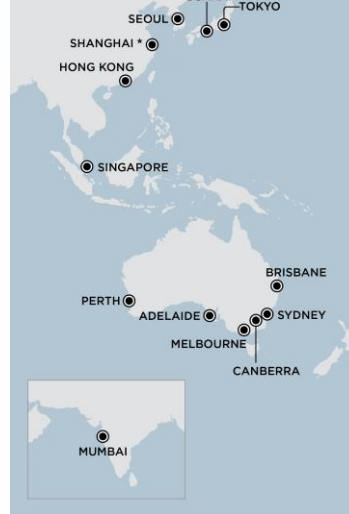 TOKYO
SEOUL
SHANGHAI *
HONG KONG
SINGAPORE
BRISBANE
PERTH
ADELAIDE
SYDNEY
MELBOURNE
CANBERRA
MUMBAI